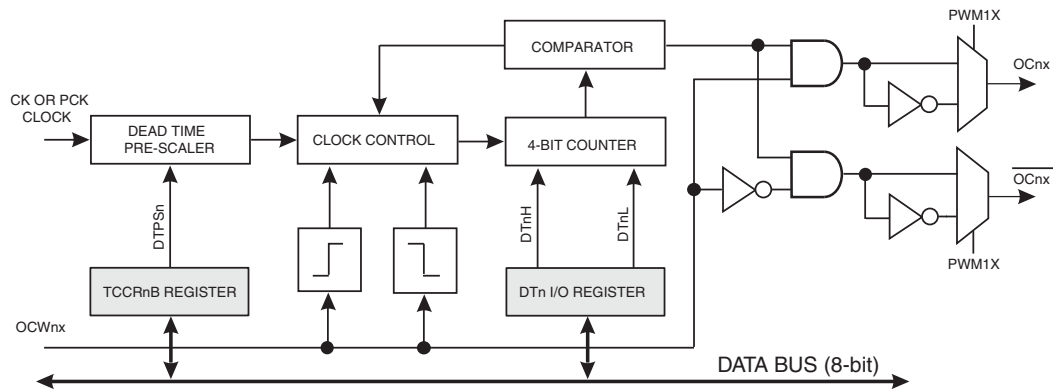 PWM1X
COMPARATOR
OCnx
CK OR PCK
CLOCK
DEAD TIME
PRE-SCALER
CLOCK CONTROL
4-BIT COUNTER
OCnx
DTPSn
DTnH
DTnL
PWM1X
TCCRnB REGISTER
DTn I/O REGISTER
OCWnx
DATA BUS (8-bit)